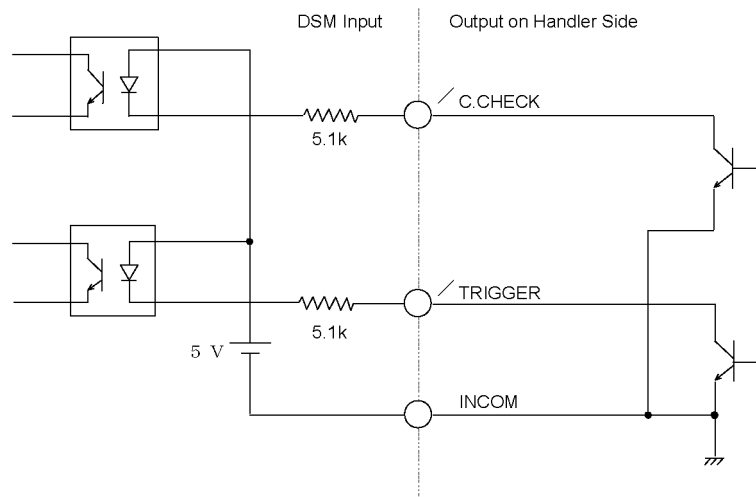 DSM Input
Output on Handler Side
C.CHECK
5.1k
TRIGGER
5.1k
5 V
INCOM